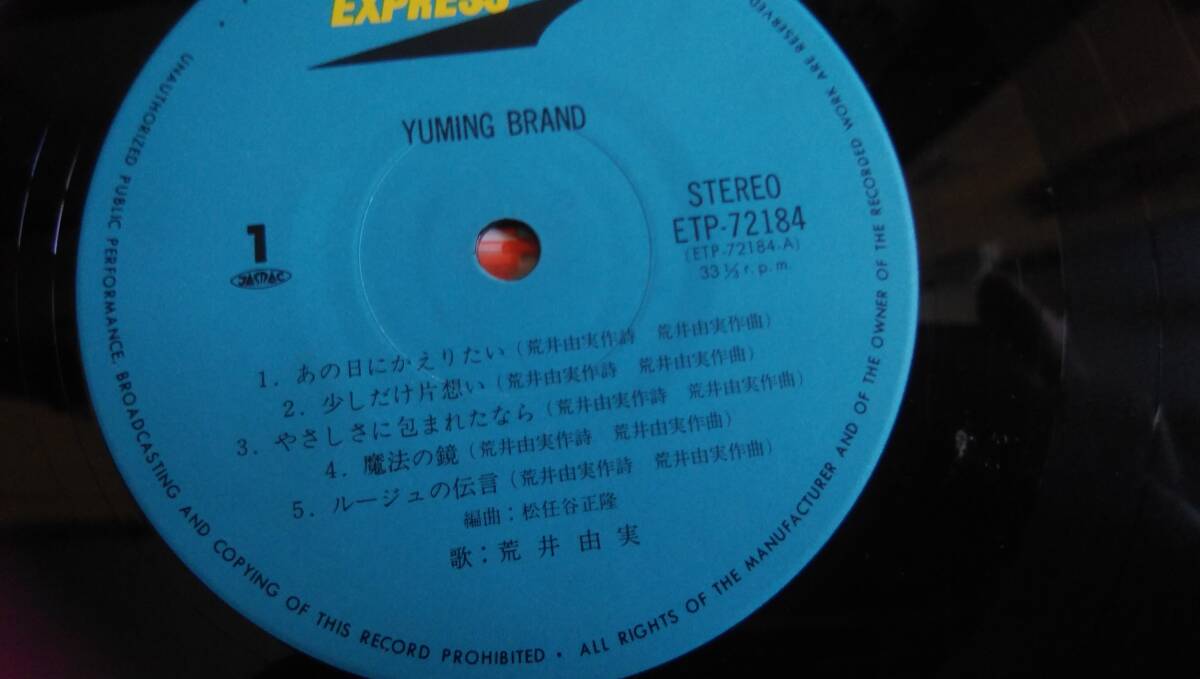 EXPRESS
YUMING BRAND
1
JASRAC
STEREO
ETP-72184
(ETP-72184-A)
33 1/3 r.p.m.
1. あの日にかえりたい(荒井由実作詩 荒井由実作曲)
2. 少しだけ片想い(荒井由実作詩 荒井由実作曲)
3. やさしさに包まれたなら(荒井由実作詩 荒井由実作曲)
4. 魔法の鏡(荒井由実作詩 荒井由実作曲)
5. ルージュの伝言(荒井由実作詩 荒井由実作曲)
編曲:松任谷正隆
歌:荒井由実
UNAUTHORIZED PUBLIC PERFORMANCE, BROADCASTING AND COPYING OF THIS RECORD PROHIBITED • ALL RIGHTS OF THE MANUFACTURER AND OF THE OWNER OF THE RECORDED WORK ARE RESERVED